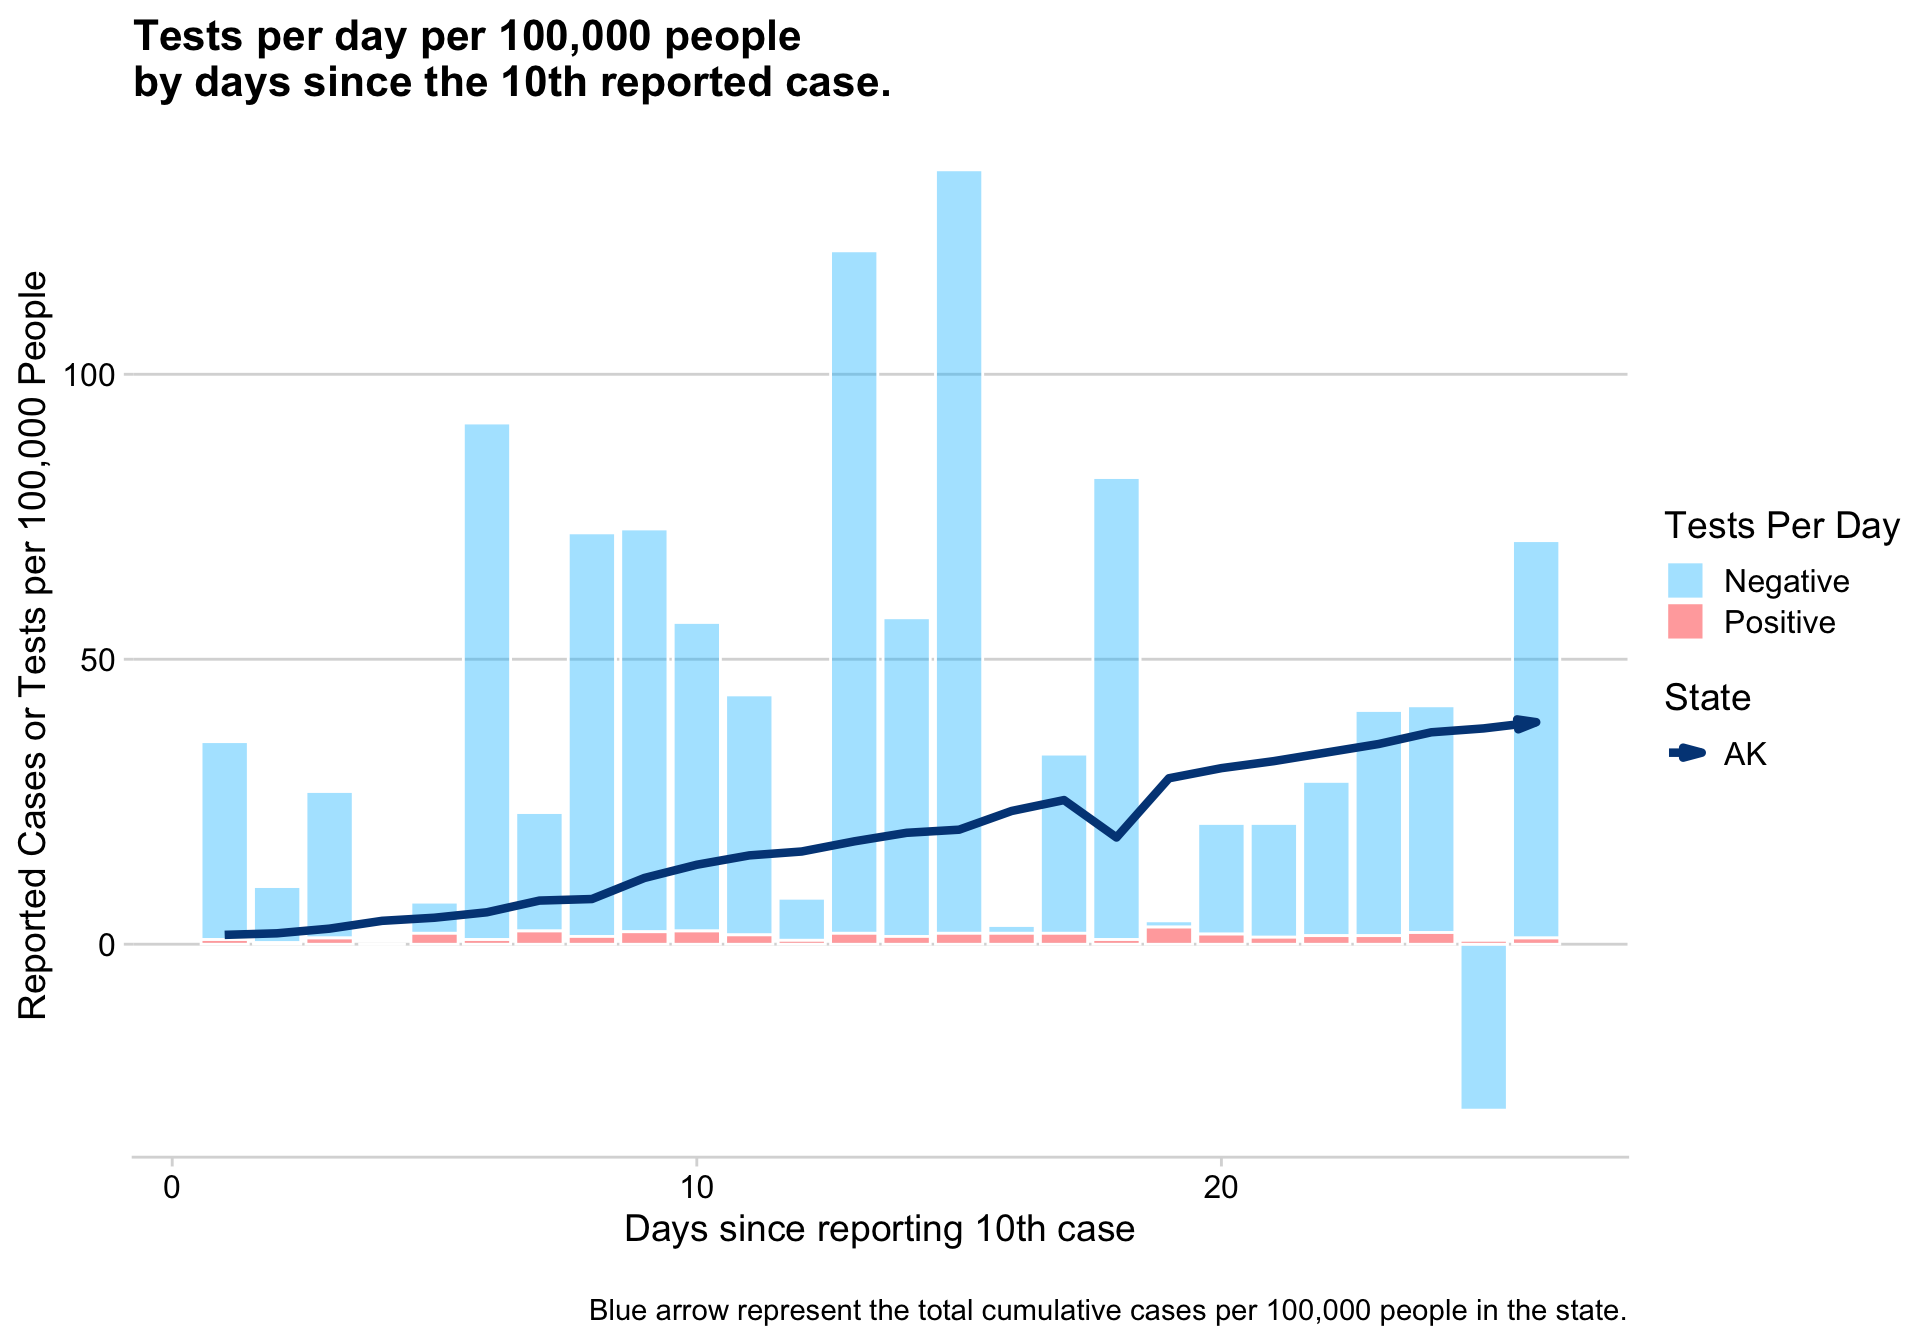 Tests per day per 100,000 people
by days since the 10th reported case.
Reported Cases or Tests per 100,000 People
100
50
0
0
10
20
Days since reporting 10th case
Tests Per Day
Negative
Positive
State
AK
Blue arrow represent the total cumulative cases per 100,000 people in the state.